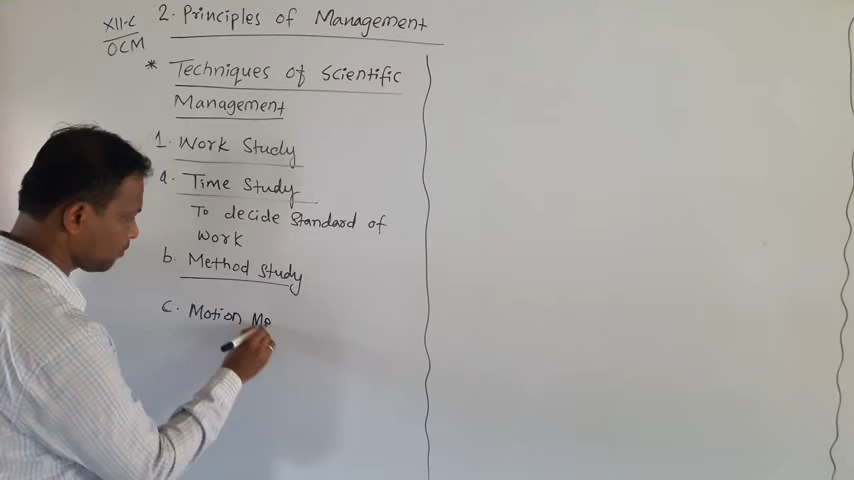 XII-C
OCM
2. Principles of Management
* Techniques of Scientific
Management
1. Work Study
a. Time Study
To decide Standard of
Work
b. Method Study
c. Motion Me